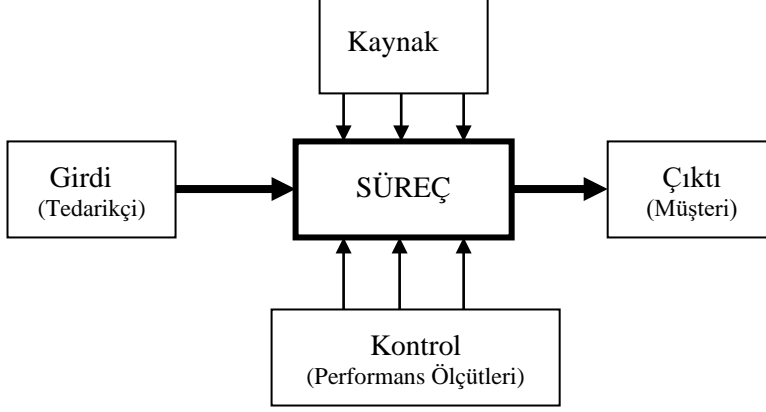 Kaynak
Girdi
(Tedarikçi)
SÜREÇ
Çıktı
(Müşteri)
Kontrol
(Performans Ölçütleri)